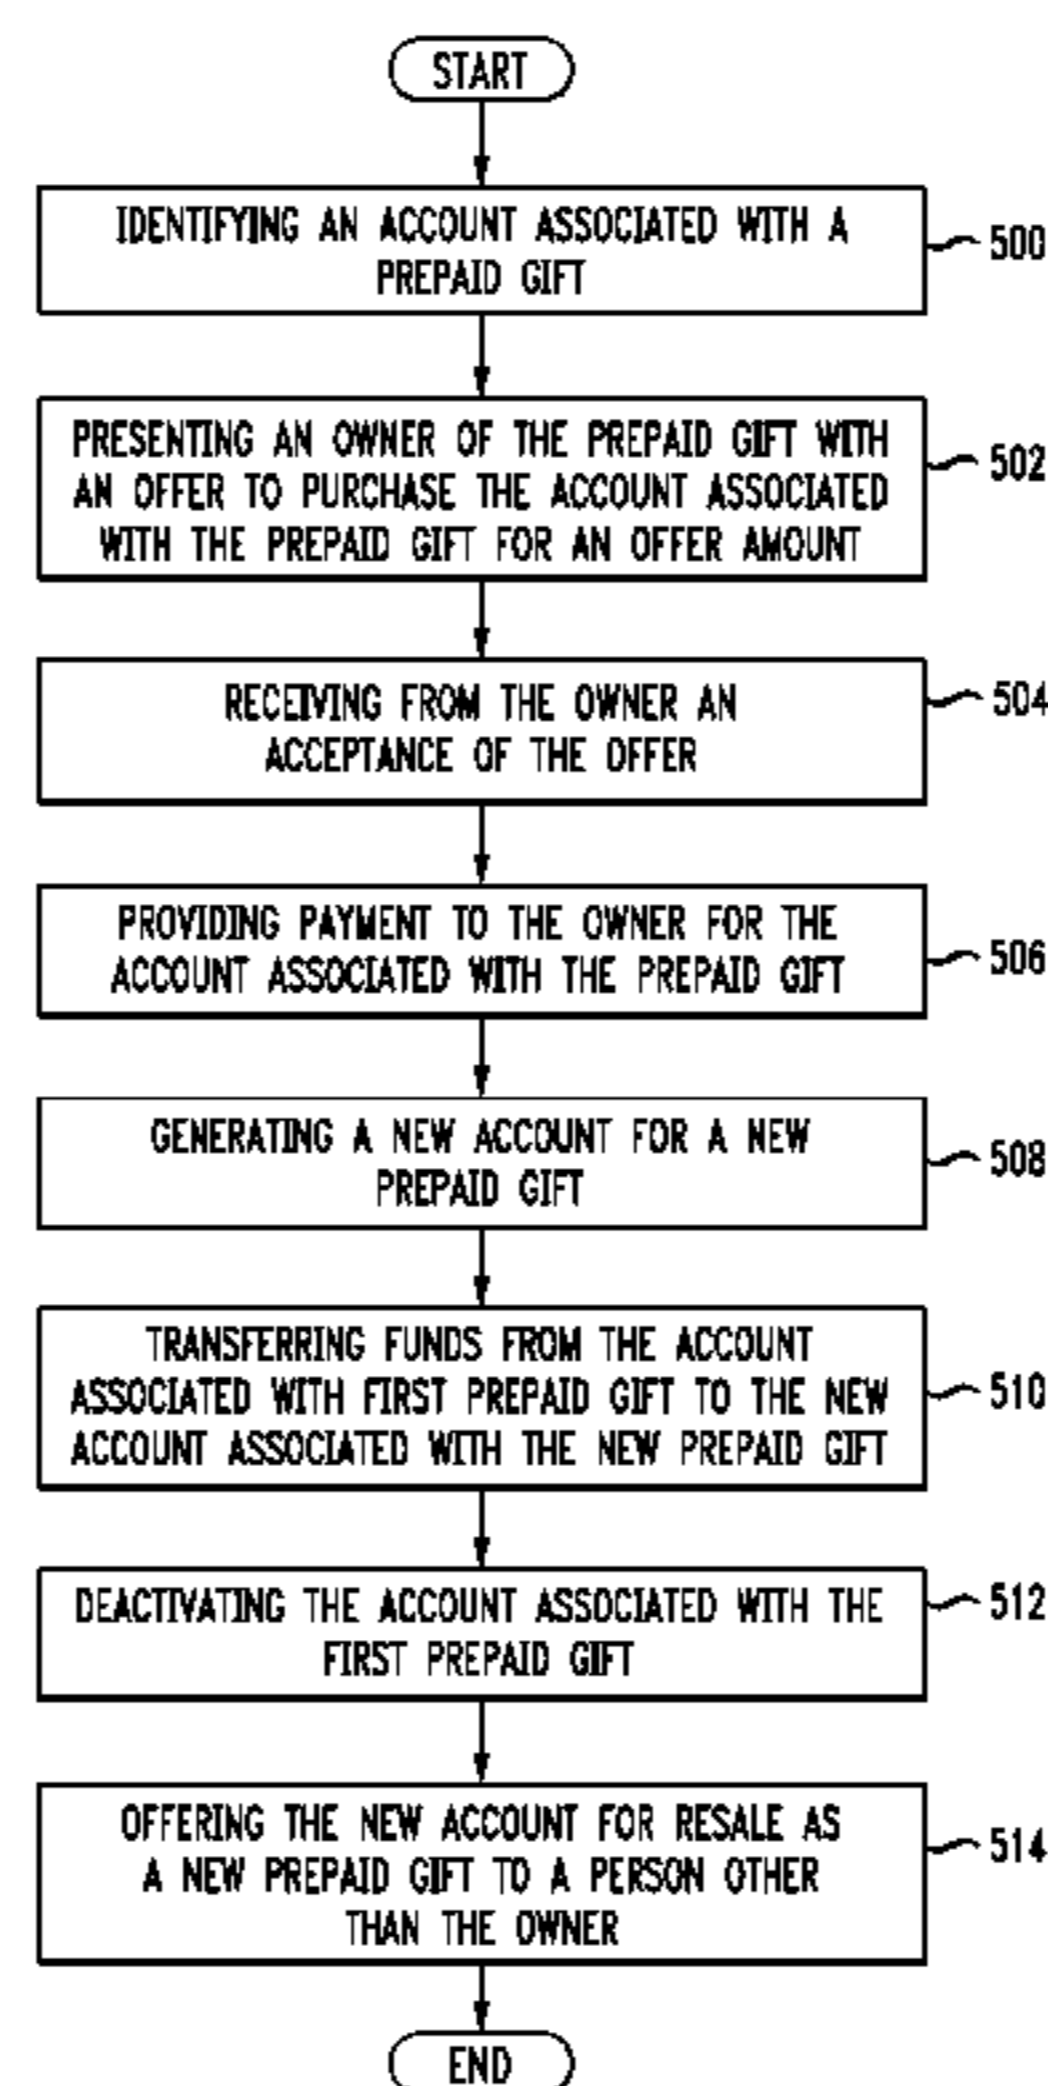 START
IDENTIFYING AN ACCOUNT ASSOCIATED WITH A
PREPAID GIFT
500
PRESENTING AN OWNER OF THE PREPAID GIFT WITH
AN OFFER TO PURCHASE THE ACCOUNT ASSOCIATED
WITH THE PREPAID GIFT FOR AN OFFER AMOUNT
502
RECEIVING FROM THE OWNER AN
ACCEPTANCE OF THE OFFER
504
PROVIDING PAYMENT TO THE OWNER FOR THE
ACCOUNT ASSOCIATED WITH THE PREPAID GIFT
506
GENERATING A NEW ACCOUNT FOR A NEW
PREPAID GIFT
508
TRANSFERRING FUNDS FROM THE ACCOUNT
ASSOCIATED WITH FIRST PREPAID GIFT TO THE NEW
ACCOUNT ASSOCIATED WITH THE NEW PREPAID GIFT
510
DEACTIVATING THE ACCOUNT ASSOCIATED WITH THE
FIRST PREPAID GIFT
512
OFFERING THE NEW ACCOUNT FOR RESALE AS
A NEW PREPAID GIFT TO A PERSON OTHER
THAN THE OWNER
514
END